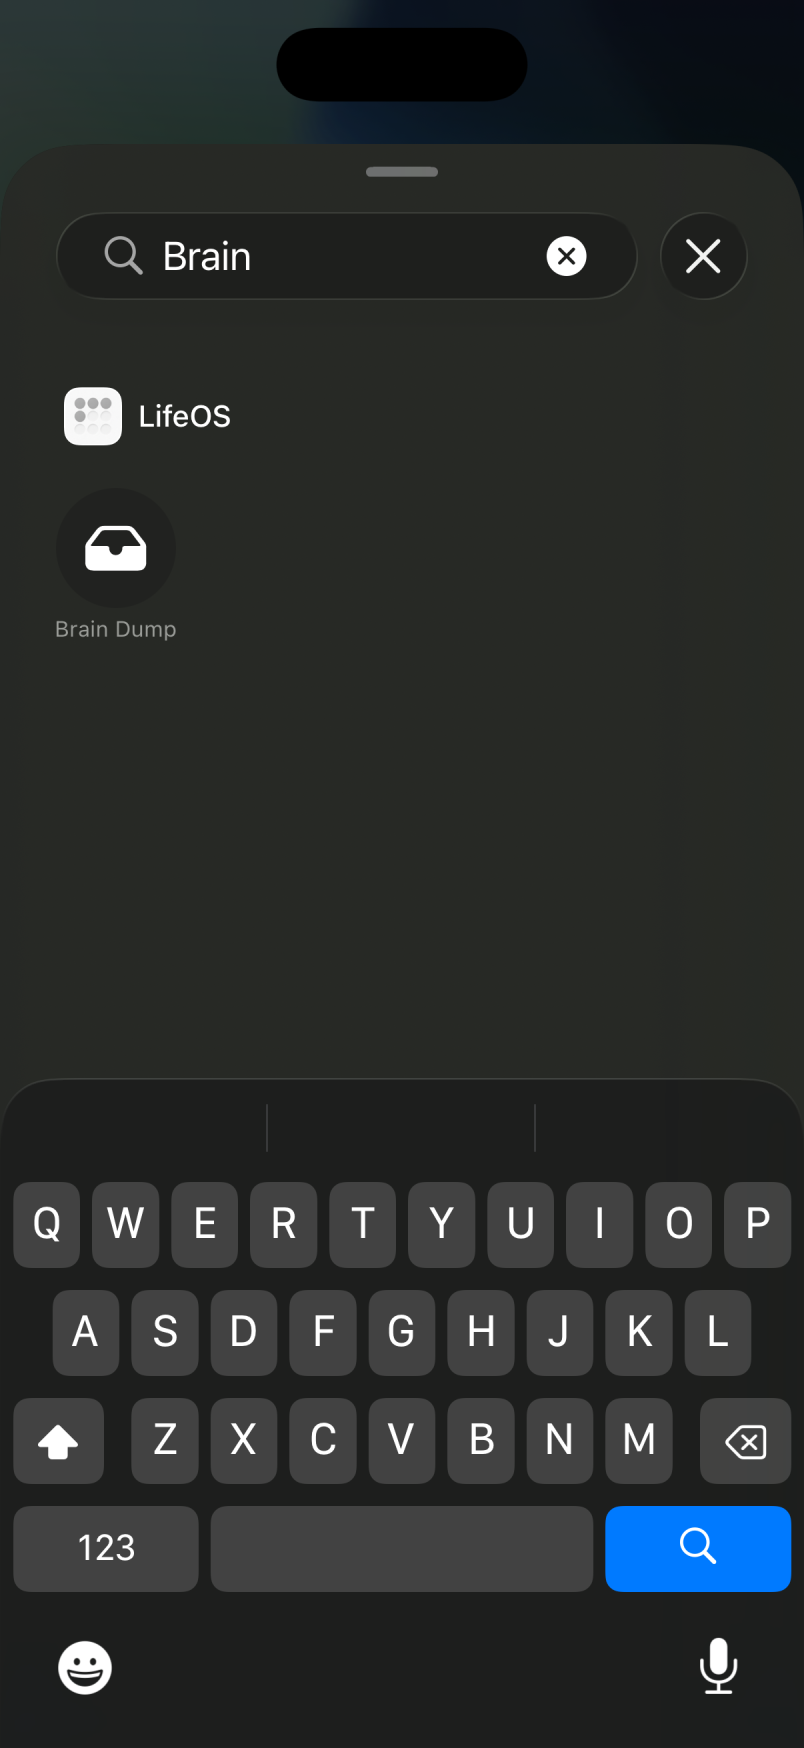 Brain
LifeOS
Brain Dump
Q W E R T Y U I O P
A S D F G H J K L
Z X C V B N M
123